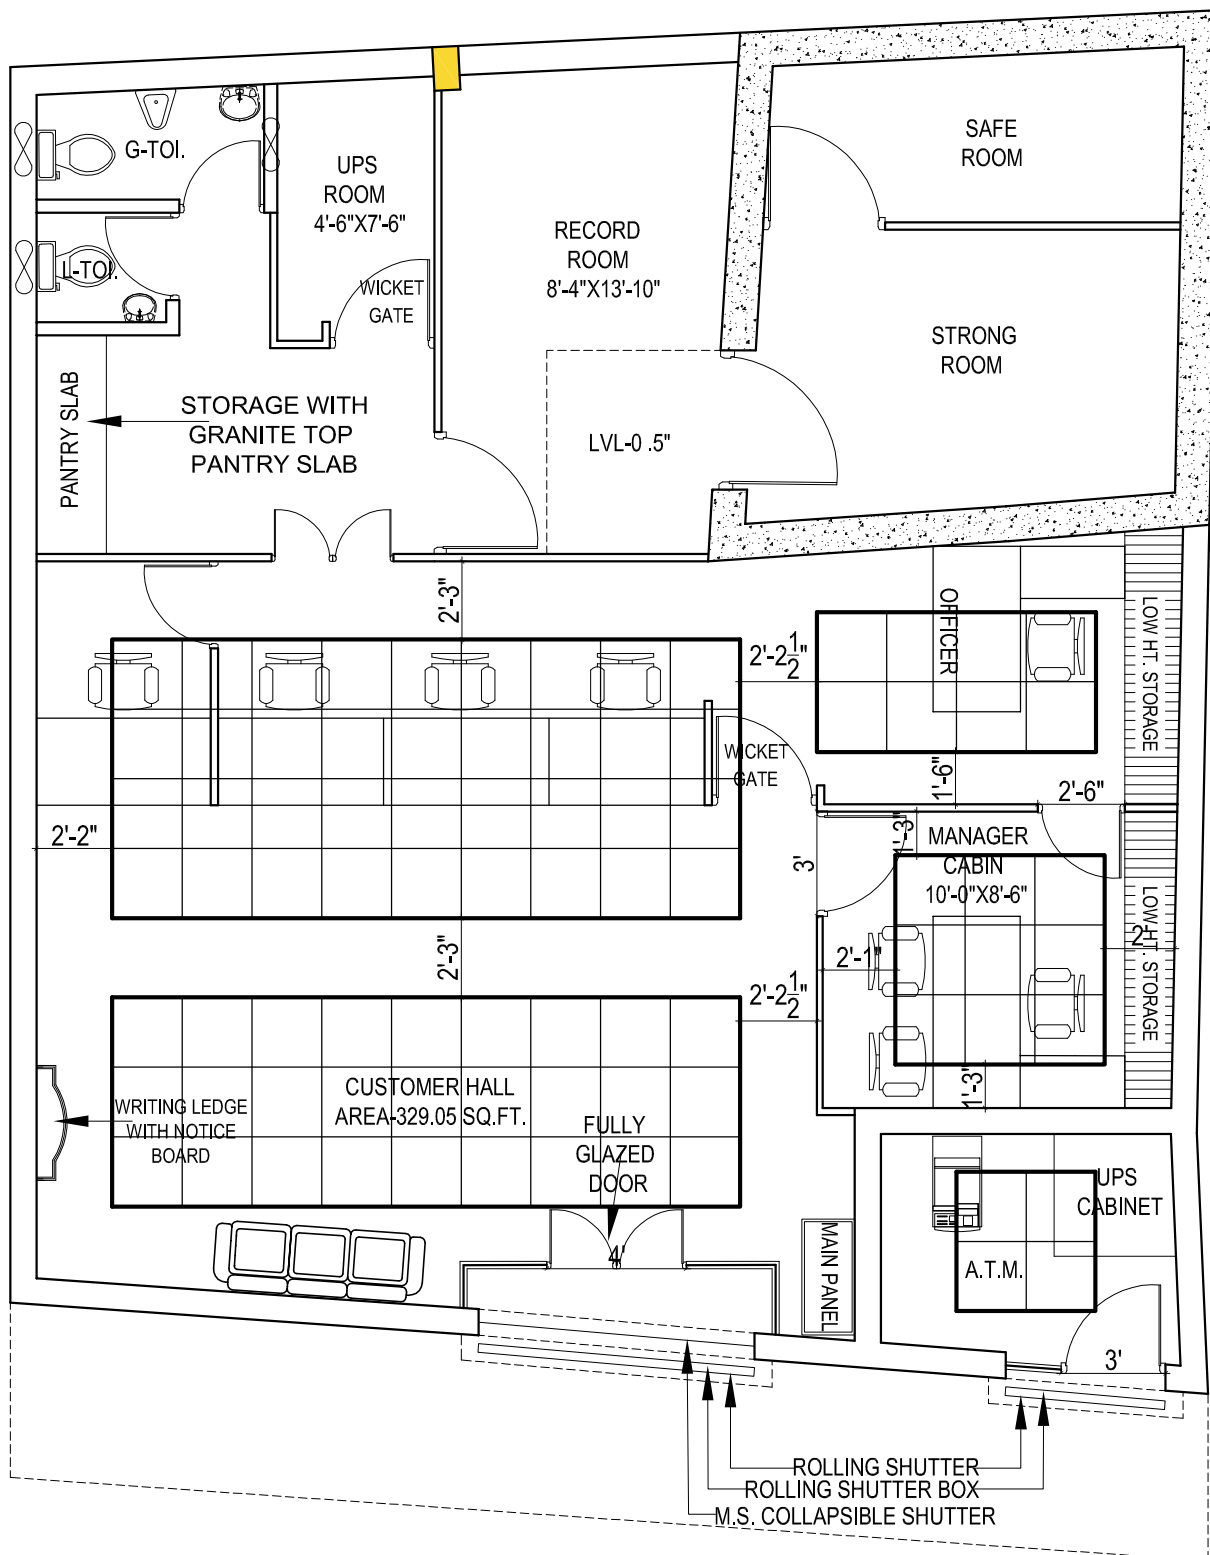 SAFE
ROOM
G-TOI.
UPS
ROOM
4'-6"X7'-6"
RECORD
ROOM
8'-4"X13'-10"
L-TOI.
WICKET
GATE
STRONG
ROOM
PANTRY SLAB
STORAGE WITH
GRANITE TOP
PANTRY SLAB
LVL-0 .5"
2'-3"
OFFICER
LOW HT. STORAGE
2'-2 1/2"
WICKET
GATE
1'-6"
2'-6"
2'-2"
3'
1'-3"
MANAGER
CABIN
10'-0"X8'-6"
2'-3"
2'-1"
2'
LOW HT. STORAGE
2'-2 1/2"
1'-3"
CUSTOMER HALL
AREA-329.05 SQ.FT.
WRITING LEDGE
WITH NOTICE
BOARD
FULLY
GLAZED
DOOR
4'
MAIN PANEL
UPS
CABINET
A.T.M.
3'
ROLLING SHUTTER
ROLLING SHUTTER BOX
M.S. COLLAPSIBLE SHUTTER